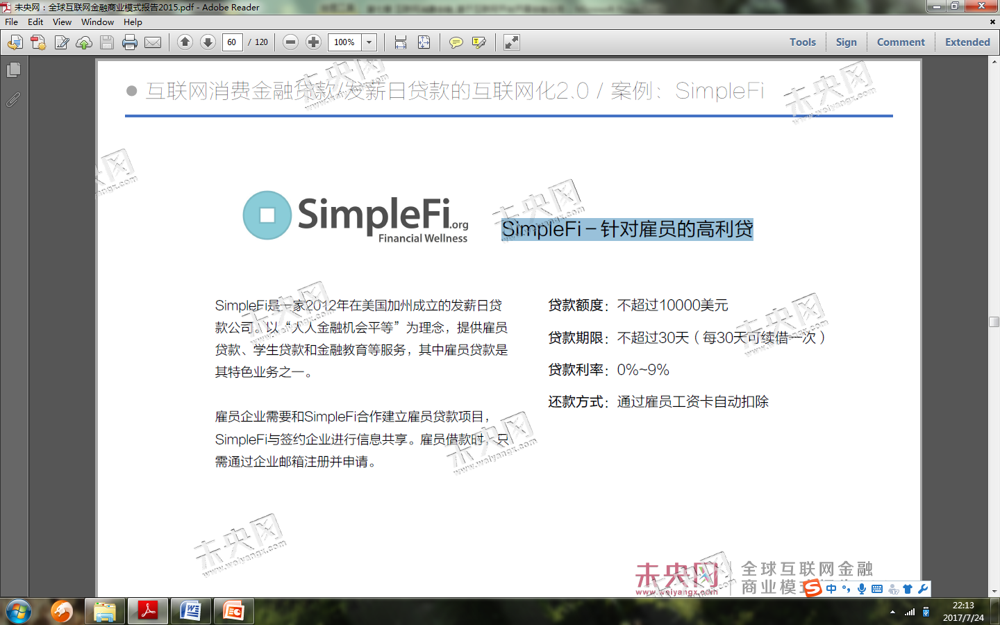 未央网：全球互联网金融商业模式报告2015.pdf - Adobe Reader
File Edit View Window Help
60 / 120
100%
Tools Sign Comment Extended
互联网消费金融贷款/发薪日贷款的互联网化2.0 / 案例：SimpleFi
SimpleFi.org
Financial Wellness
SimpleFi－针对雇员的高利贷
SimpleFi是一家2012年在美国加州成立的发薪日贷
款公司。以“人人金融机会平等”为理念，提供雇员
贷款、学生贷款和金融教育等服务，其中雇员贷款是
其特色业务之一。
雇员企业需要和SimpleFi合作建立雇员贷款项目，
SimpleFi与签约企业进行信息共享。雇员借款时，只
需通过企业邮箱注册并申请。
贷款额度：不超过10000美元
贷款期限：不超过30天（每30天可续借一次）
贷款利率：0%~9%
还款方式：通过雇员工资卡自动扣除
未央网
www.weiyangx.com
全球互联网金融
商业模式
中
22:13
2017/7/24